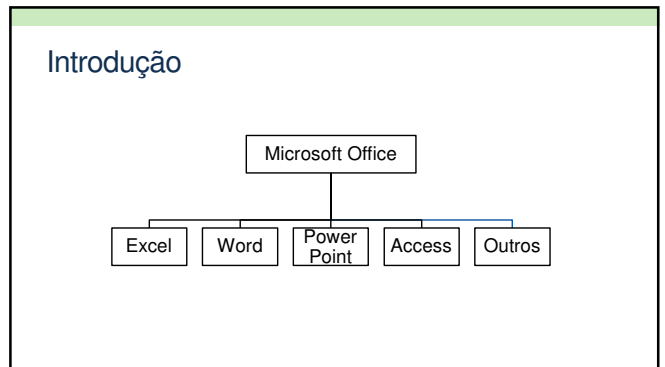 Introdução
Microsoft Office
Excel
Word
Power
Point
Access
Outros